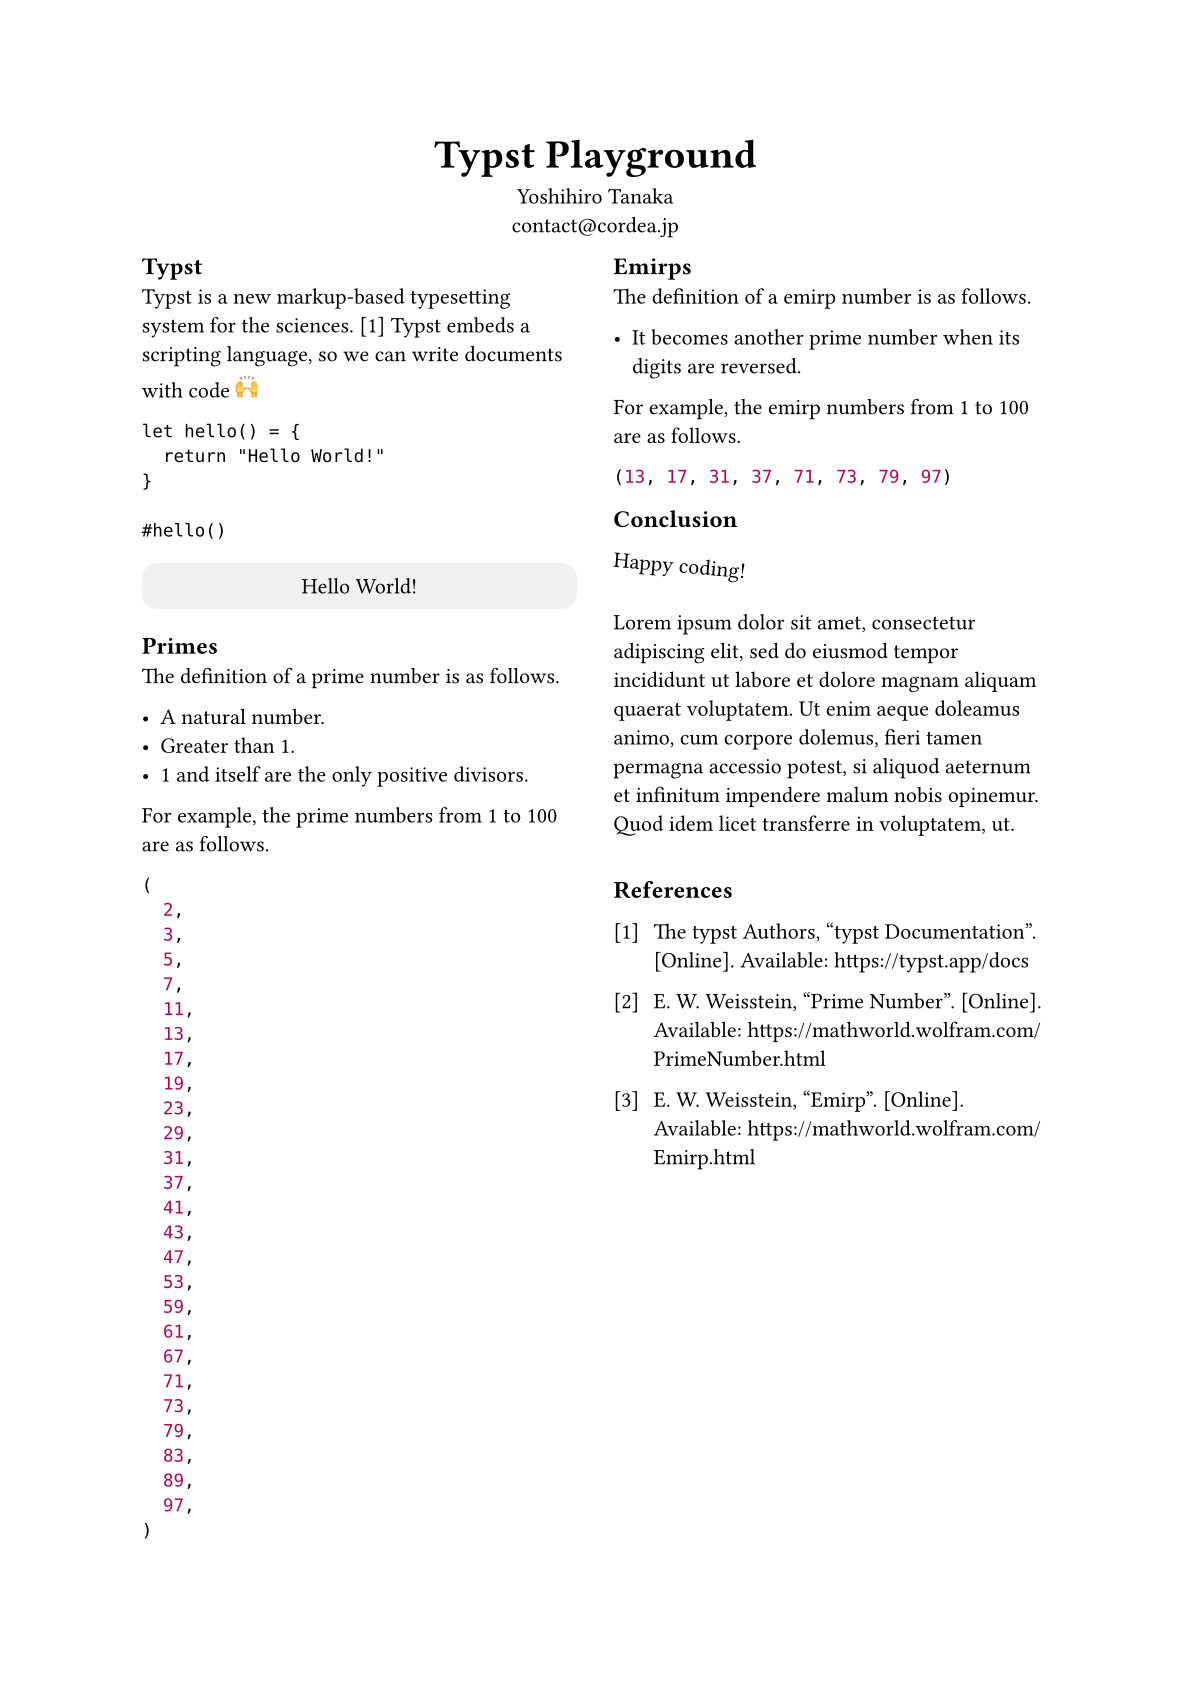 Typst Playground
Yoshihiro Tanaka
contact@cordea.jp
Typst
Typst is a new markup-based typesetting
system for the sciences. [1] Typst embeds a
scripting language, so we can write documents
with code 🙌
let hello() = {
  return "Hello World!"
}
#hello()
Hello World!
Primes
The definition of a prime number is as follows.
• A natural number.
• Greater than 1.
• 1 and itself are the only positive divisors.
For example, the prime numbers from 1 to 100
are as follows.
(
  2,
  3,
  5,
  7,
  11,
  13,
  17,
  19,
  23,
  29,
  31,
  37,
  41,
  43,
  47,
  53,
  59,
  61,
  67,
  71,
  73,
  79,
  83,
  89,
  97,
)
Emirps
The definition of a emirp number is as follows.
• It becomes another prime number when its
digits are reversed.
For example, the emirp numbers from 1 to 100
are as follows.
(13, 17, 31, 37, 71, 73, 79, 97)
Conclusion
Happy coding!
Lorem ipsum dolor sit amet, consectetur
adipiscing elit, sed do eiusmod tempor
incididunt ut labore et dolore magnam aliquam
quaerat voluptatem. Ut enim aeque doleamus
animo, cum corpore dolemus, fieri tamen
permagna accessio potest, si aliquod aeternum
et infinitum impendere malum nobis opinemur.
Quod idem licet transferre in voluptatem, ut.
References
[1] The typst Authors, “typst Documentation”.
[Online]. Available: https://typst.app/docs
[2] E. W. Weisstein, “Prime Number”. [Online].
Available: https://mathworld.wolfram.com/
PrimeNumber.html
[3] E. W. Weisstein, “Emirp”. [Online].
Available: https://mathworld.wolfram.com/
Emirp.html